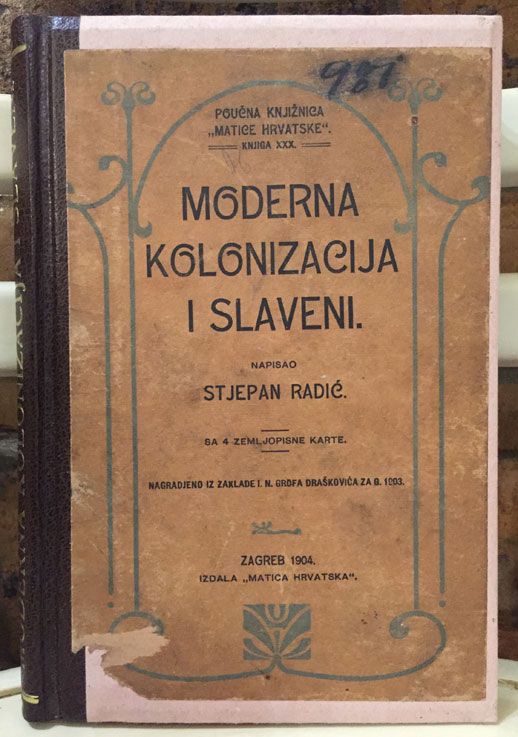 981
POUČNA KNJIŽNICA
„MATICE HRVATSKE“.
KNJIGA XXX.
MODERNA
KOLONIZACIJA
I SLAVENI.
NAPISAO
STJEPAN RADIĆ.
SA 4 ZEMLJOPISNE KARTE.
NAGRADJENO IZ ZAKLADE I. N. GROFA DRAŠKOVIĆA ZA G. 1903.
ZAGREB 1904.
IZDALA „MATICA HRVATSKA“.